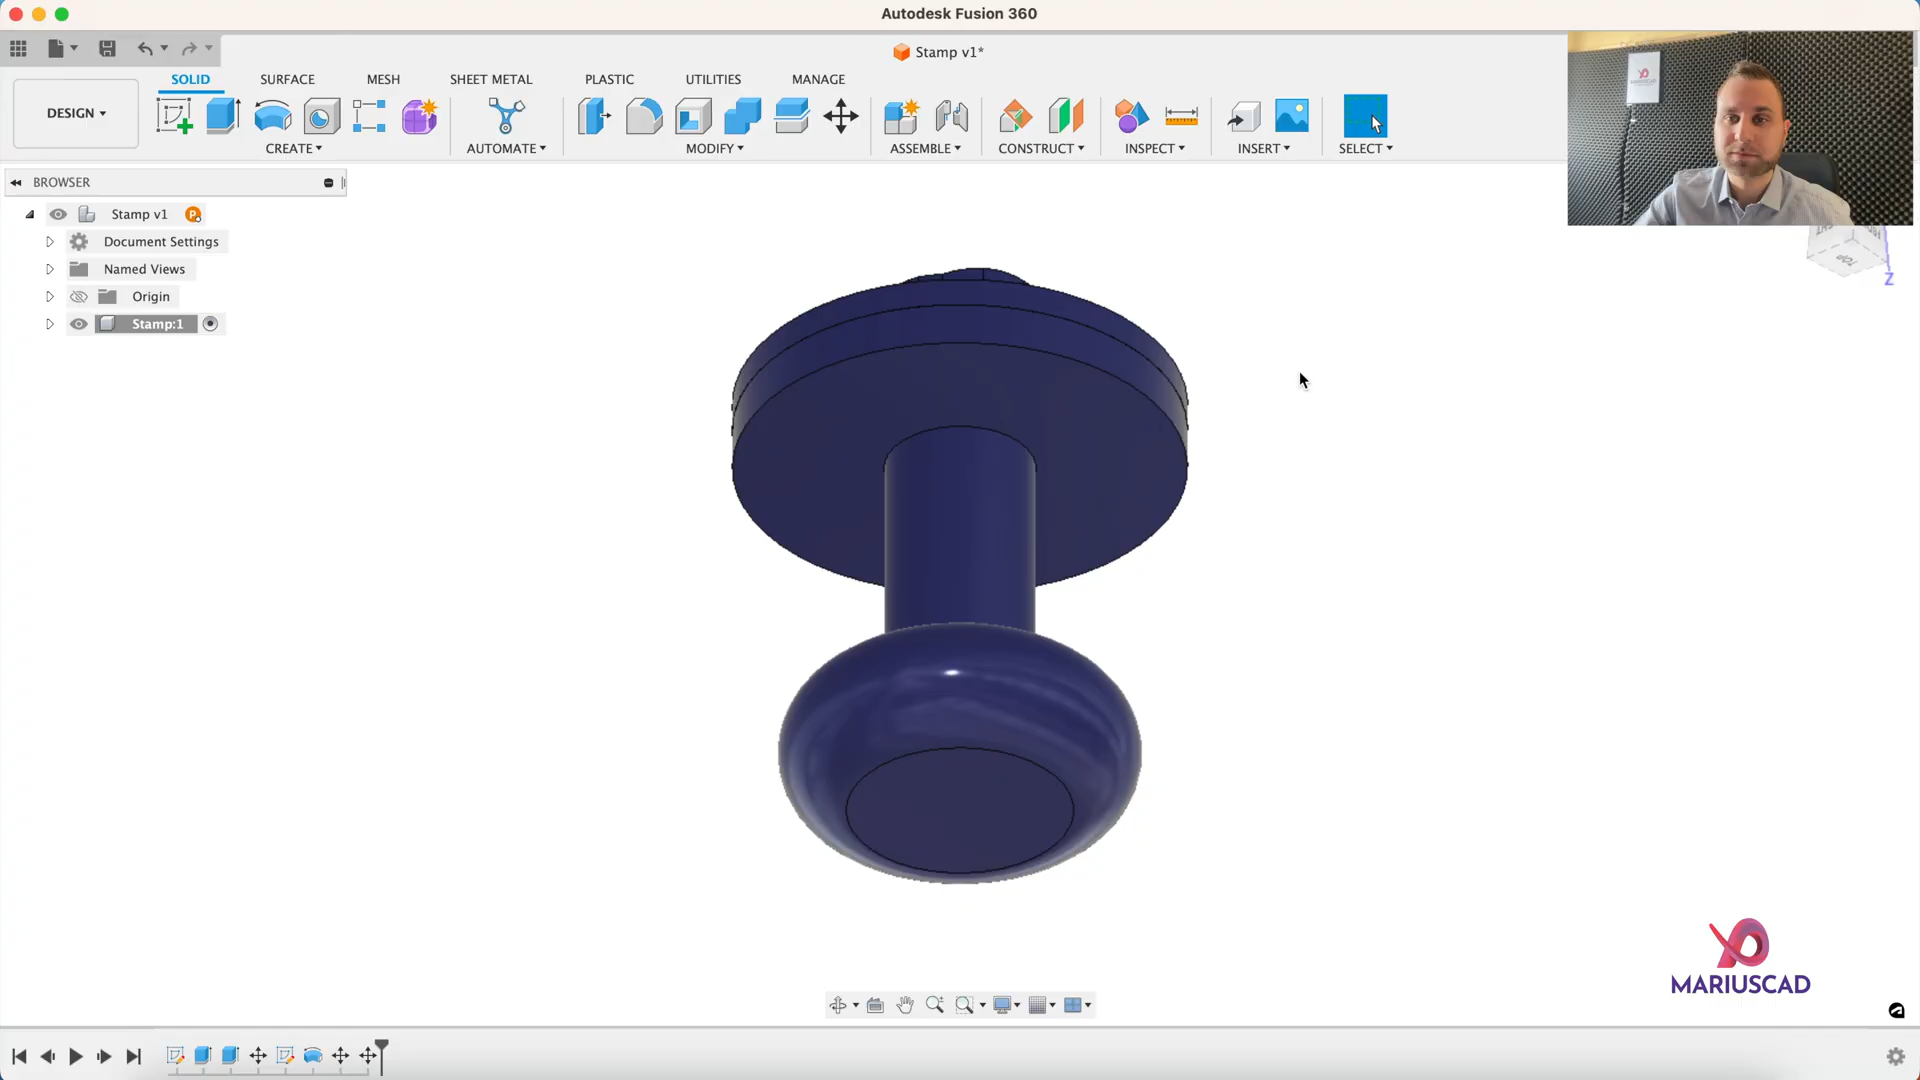 Autodesk Fusion 360
Stamp v1*
SOLID SURFACE MESH SHEET METAL PLASTIC UTILITIES MANAGE
DESIGN
CREATE AUTOMATE MODIFY ASSEMBLE CONSTRUCT INSPECT INSERT SELECT
BROWSER
Stamp v1
Document Settings
Named Views
Origin
Stamp:1
TOP
Z
MARIUSCAD